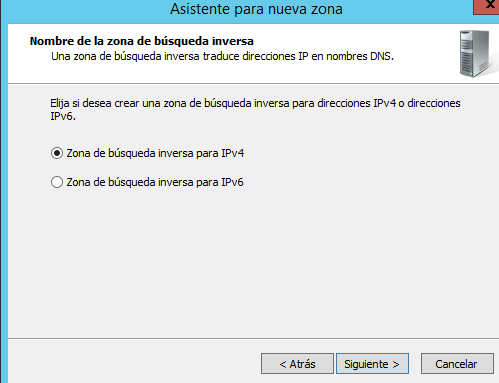 Asistente para nueva zona
Nombre de la zona de búsqueda inversa
Una zona de búsqueda inversa traduce direcciones IP en nombres DNS.
Elija si desea crear una zona de búsqueda inversa para direcciones IPv4 o direcciones
IPv6.
Zona de búsqueda inversa para IPv4
Zona de búsqueda inversa para IPv6
< Atrás Siguiente > Cancelar